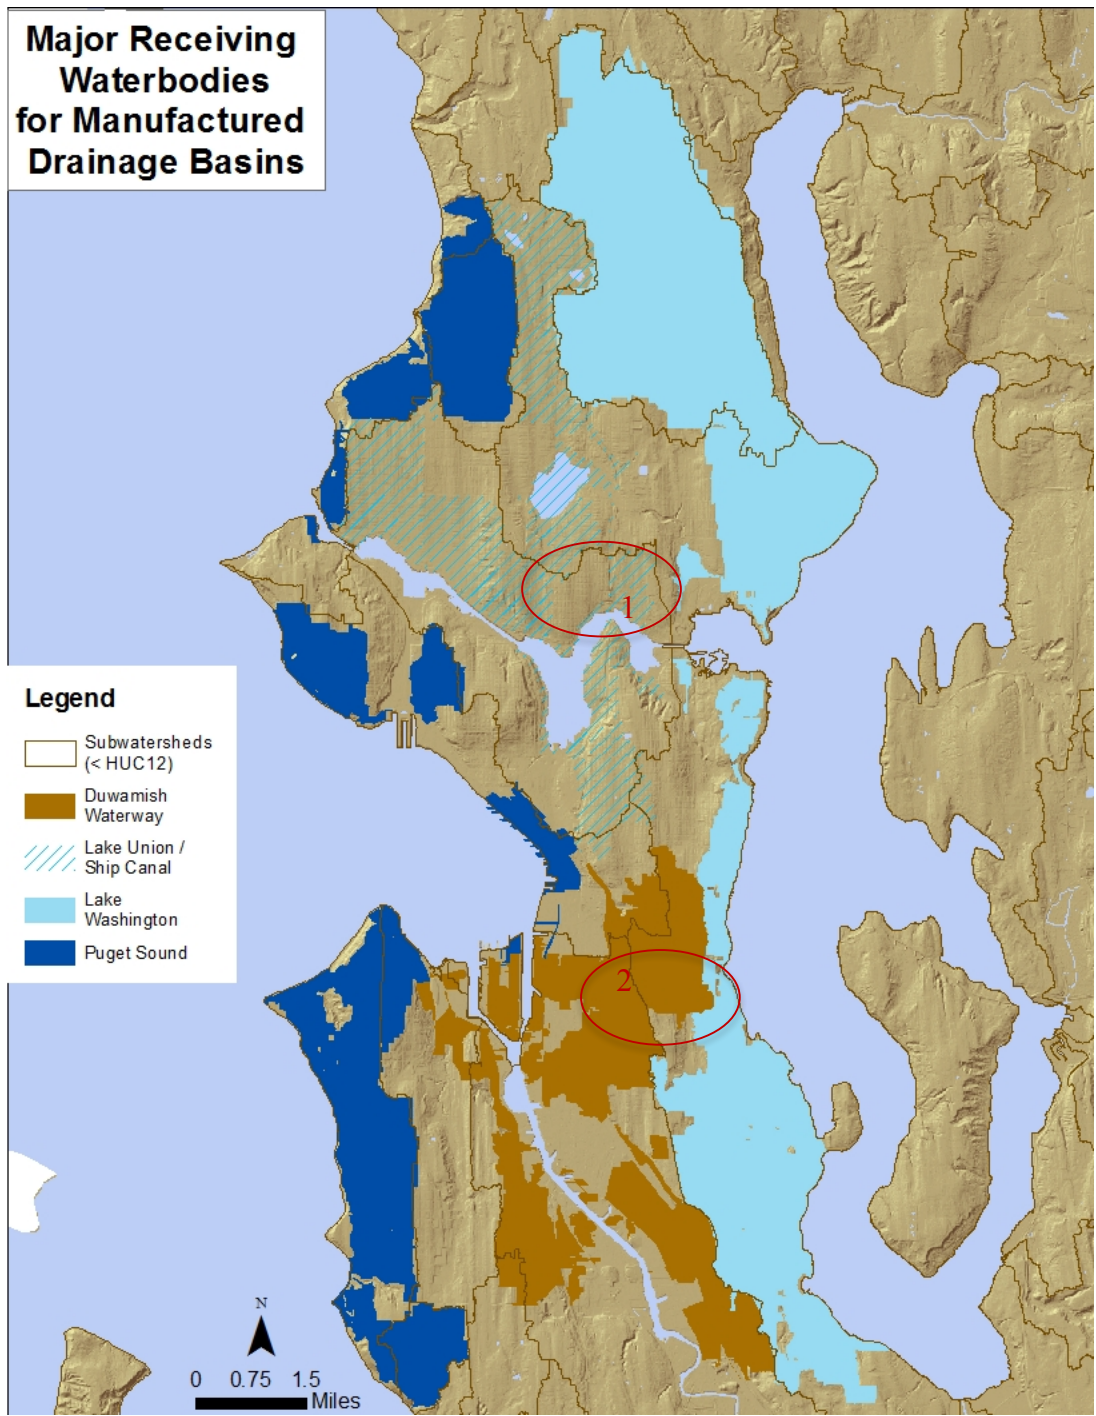 Major Receiving
Waterbodies
for Manufactured
Drainage Basins
1
Legend
Subwatersheds
(< HUC12)
Duwamish
Waterway
Lake Union /
Ship Canal
Lake
Washington
Puget Sound
2
N
0 0.75 1.5
Miles